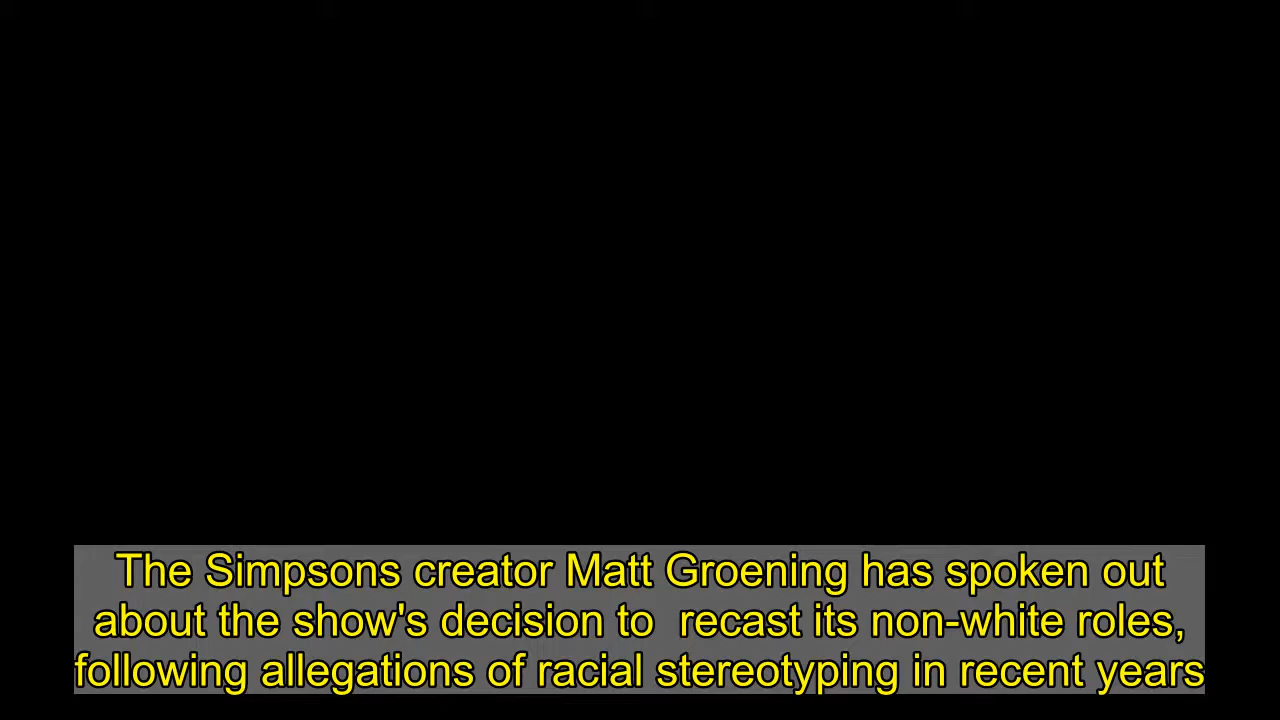 The Simpsons creator Matt Groening has spoken out
about the show's decision to  recast its non-white roles,
following allegations of racial stereotyping in recent years